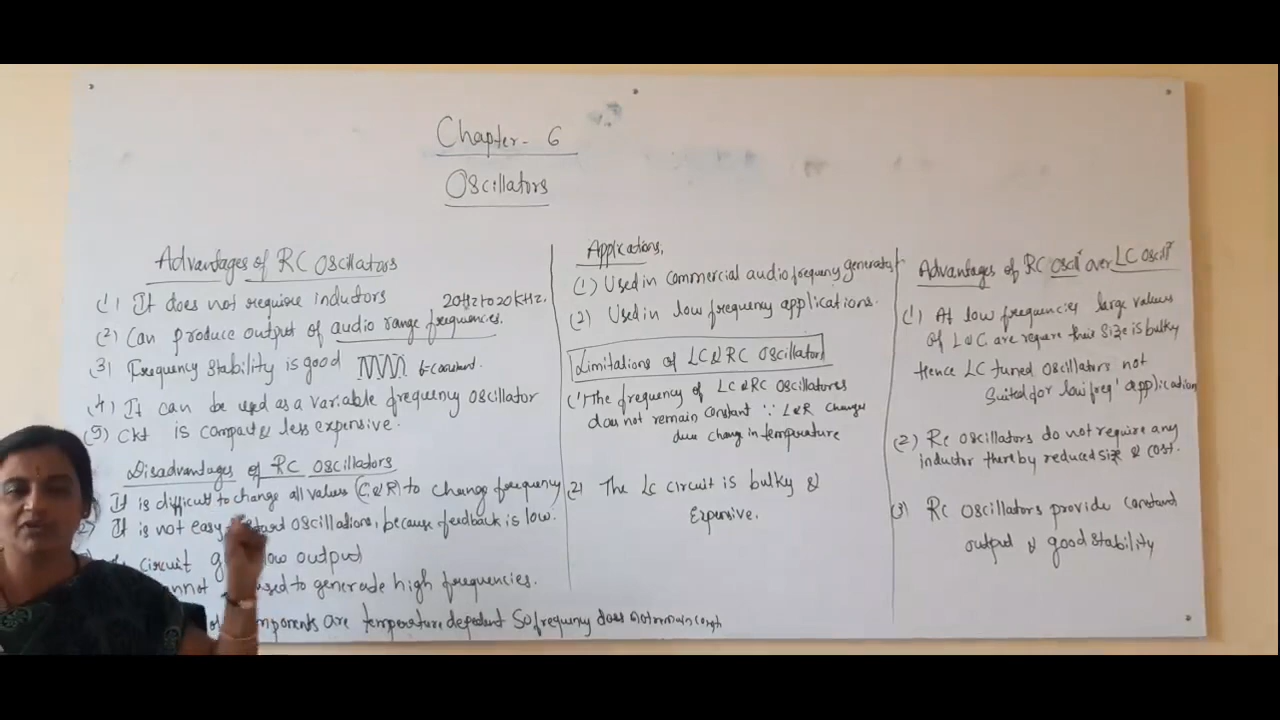 Chapter - 6
Oscillators
Advantages of RC Oscillators
(1) It does not require inductors
20Hz to 20KHz.
(2) Can produce output of audio range frequencies.
(3) Frequency stability is good f=Constant.
(4) It can be used as a variable frequency oscillator
(5) Ckt is compact & less expensive.
Disadvantages of RC Oscillators
It is difficult to change all values (C & R) to change frequency
2) It is not easy oscillations, because feedback is low.
circuit output
cannot used to generate high frequencies.
of components are temperature dependent So frequency does not remain
Applications,
(1) Used in commercial audio frequency generator
(2) Used in low frequency applications.
Limitations of LC & RC Oscillator
(1) The frequency of LC & RC Oscillators
does not remain Constant ∵ L & R changes
due change in temperature
2) The LC circuit is bulky &
Expensive.
Advantages of RC Oscilr over LC Oscilr
(1) At low frequencies large values
of L & C are require their size is bulky
Hence LC tuned oscillators not
Suited for low freq' application
(2) RC oscillators do not require any
inductor thereby reduced size & cost.
(3) RC Oscillators provide constant
output & good stability